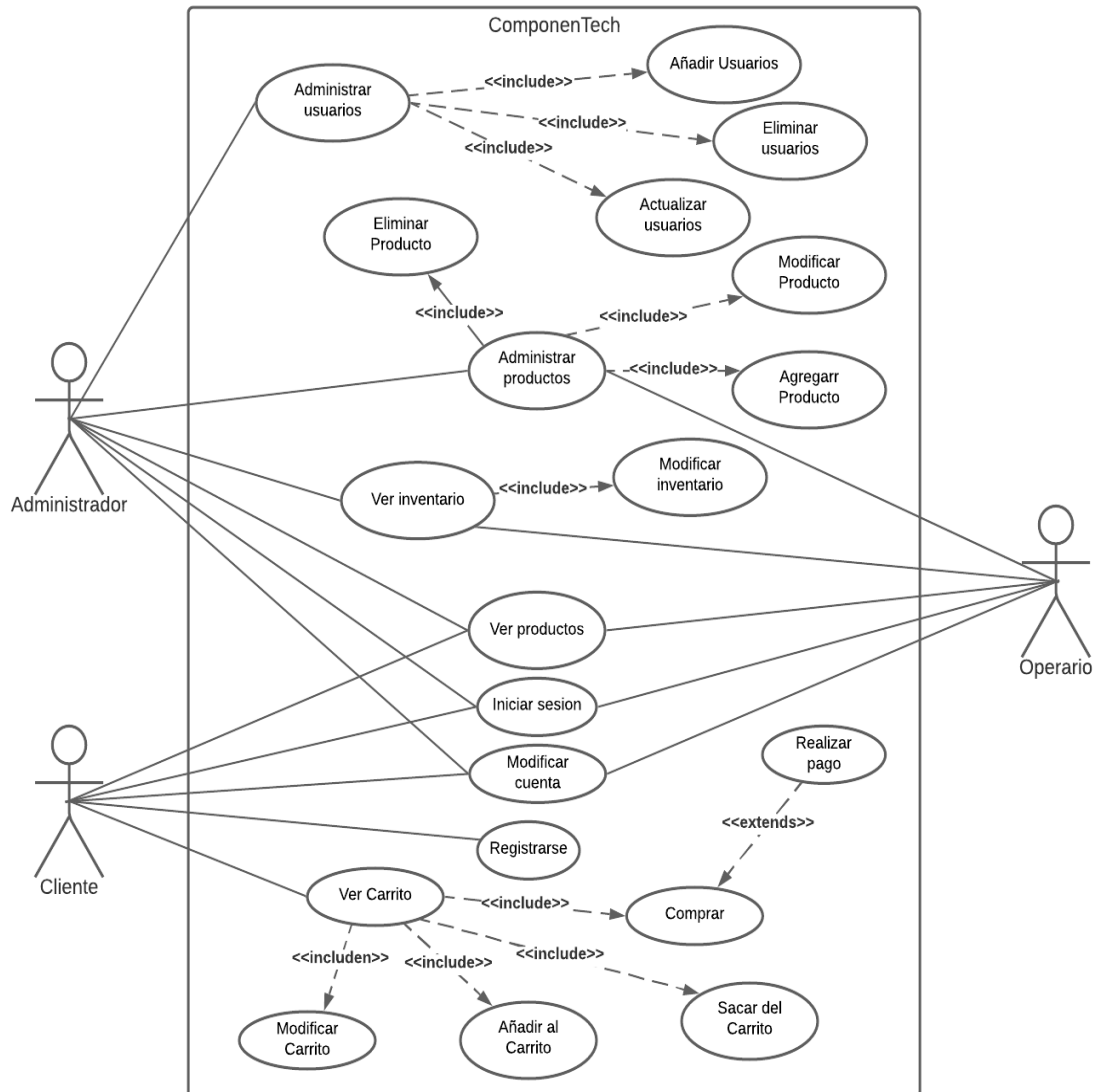 ComponenTech
Administrar
usuarios
<<include>>
Añadir Usuarios
<<include>>
Eliminar
usuarios
<<include>>
Actualizar
usuarios
Eliminar
Producto
<<include>>
Modificar
Producto
<<include>>
Administrar
productos
<<include>>
Agregarr
Producto
Administrador
Ver inventario
<<include>>
Modificar
inventario
Operario
Ver productos
Iniciar sesion
Modificar
cuenta
Realizar
pago
<<extends>>
Registrarse
Cliente
Ver Carrito
<<include>>
Comprar
<<includen>>
<<include>>
<<include>>
Modificar
Carrito
Añadir al
Carrito
Sacar del
Carrito